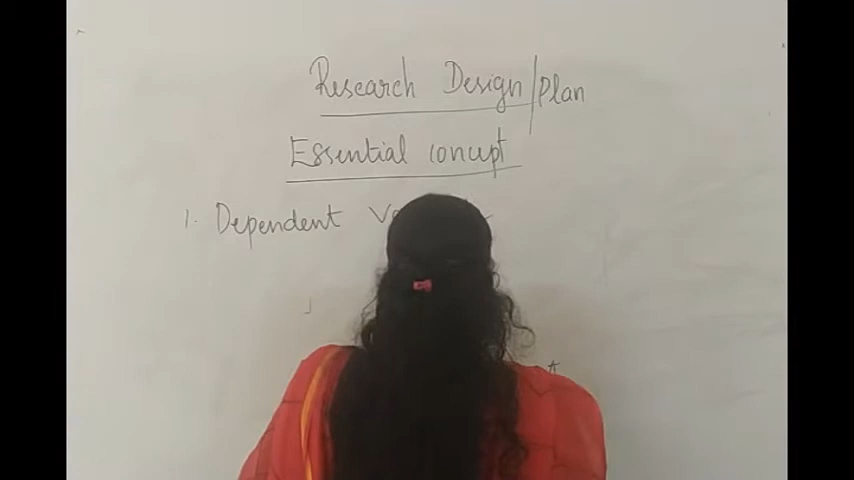 Research Design/Plan
Essential concept
1. Dependent